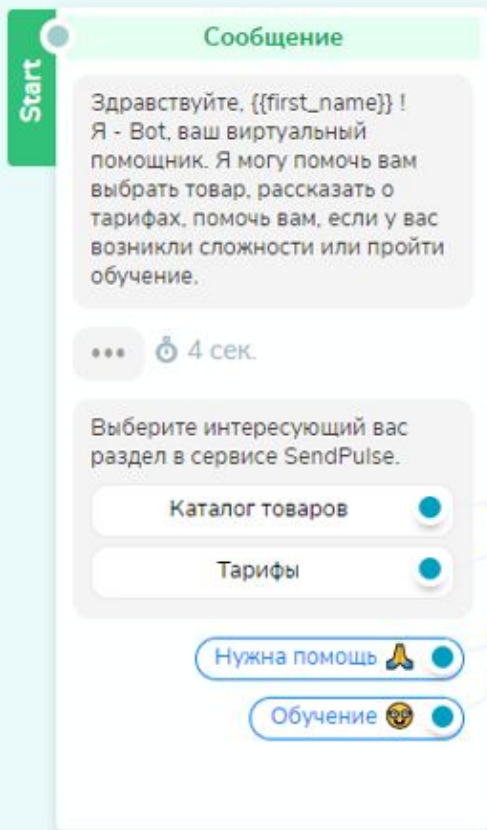 Start
Сообщение
Здравствуйте, {{first_name}} !
Я - Bot, ваш виртуальный
помощник. Я могу помочь вам
выбрать товар, рассказать о
тарифах, помочь вам, если у вас
возникли сложности или пройти
обучение.
4 сек.
Выберите интересующий вас
раздел в сервисе SendPulse.
Каталог товаров
Тарифы
Нужна помощь 🙏
Обучение 🤓